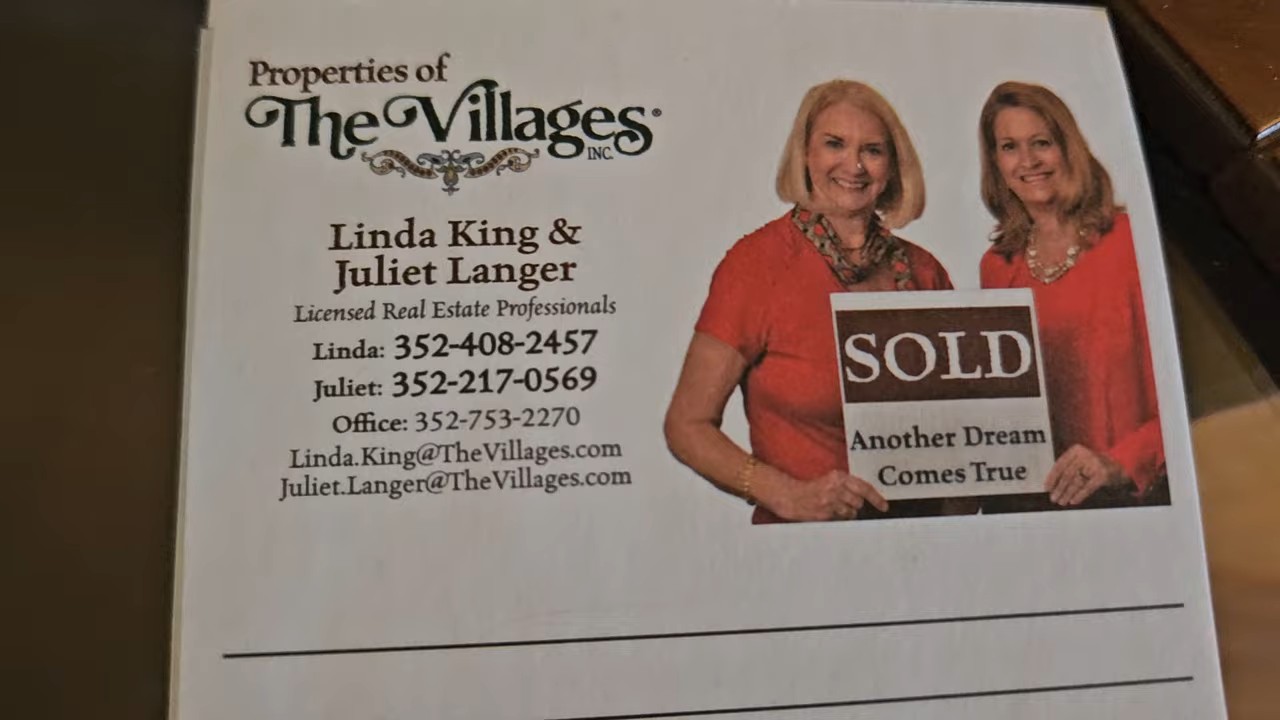 Properties of
The Villages®
INC.
Linda King &
Juliet Langer
Licensed Real Estate Professionals
Linda: 352-408-2457
Juliet: 352-217-0569
Office: 352-753-2270
Linda.King@TheVillages.com
Juliet.Langer@TheVillages.com
SOLD
Another Dream
Comes True